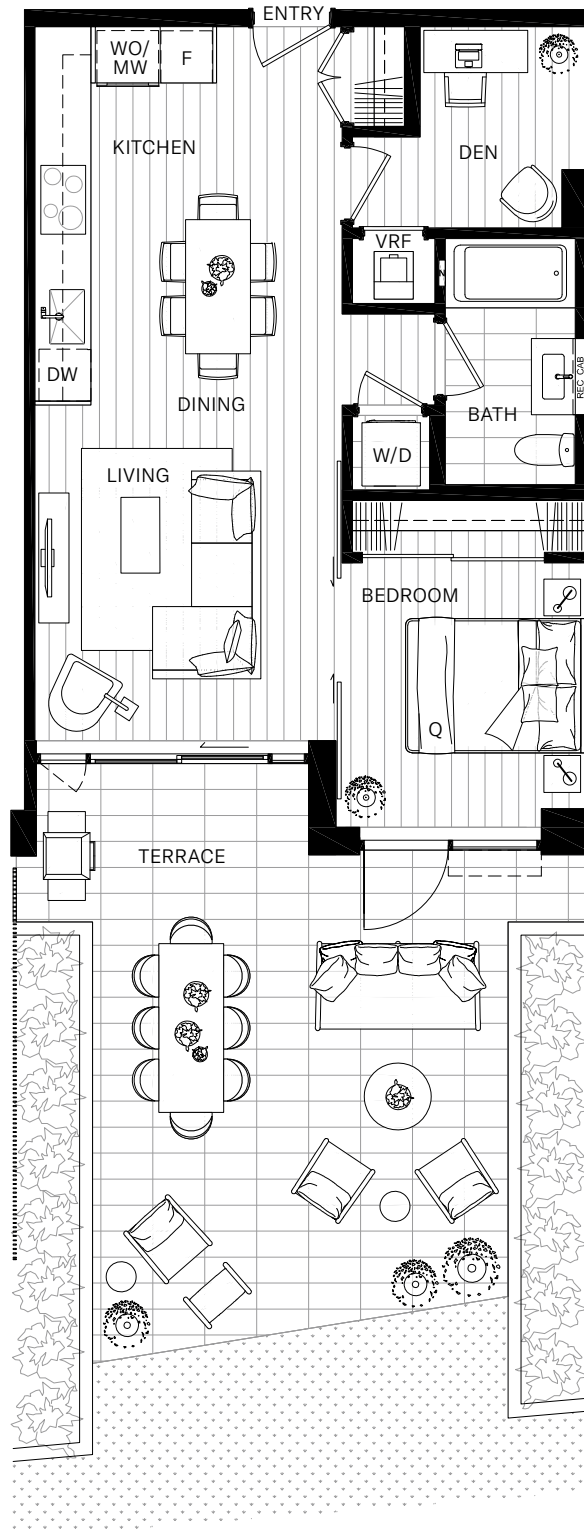 ENTRY
WO/
MW
F
KITCHEN
DEN
VRF
DW
DINING
REC CAB
BATH
LIVING
W/D
BEDROOM
Q
TERRACE